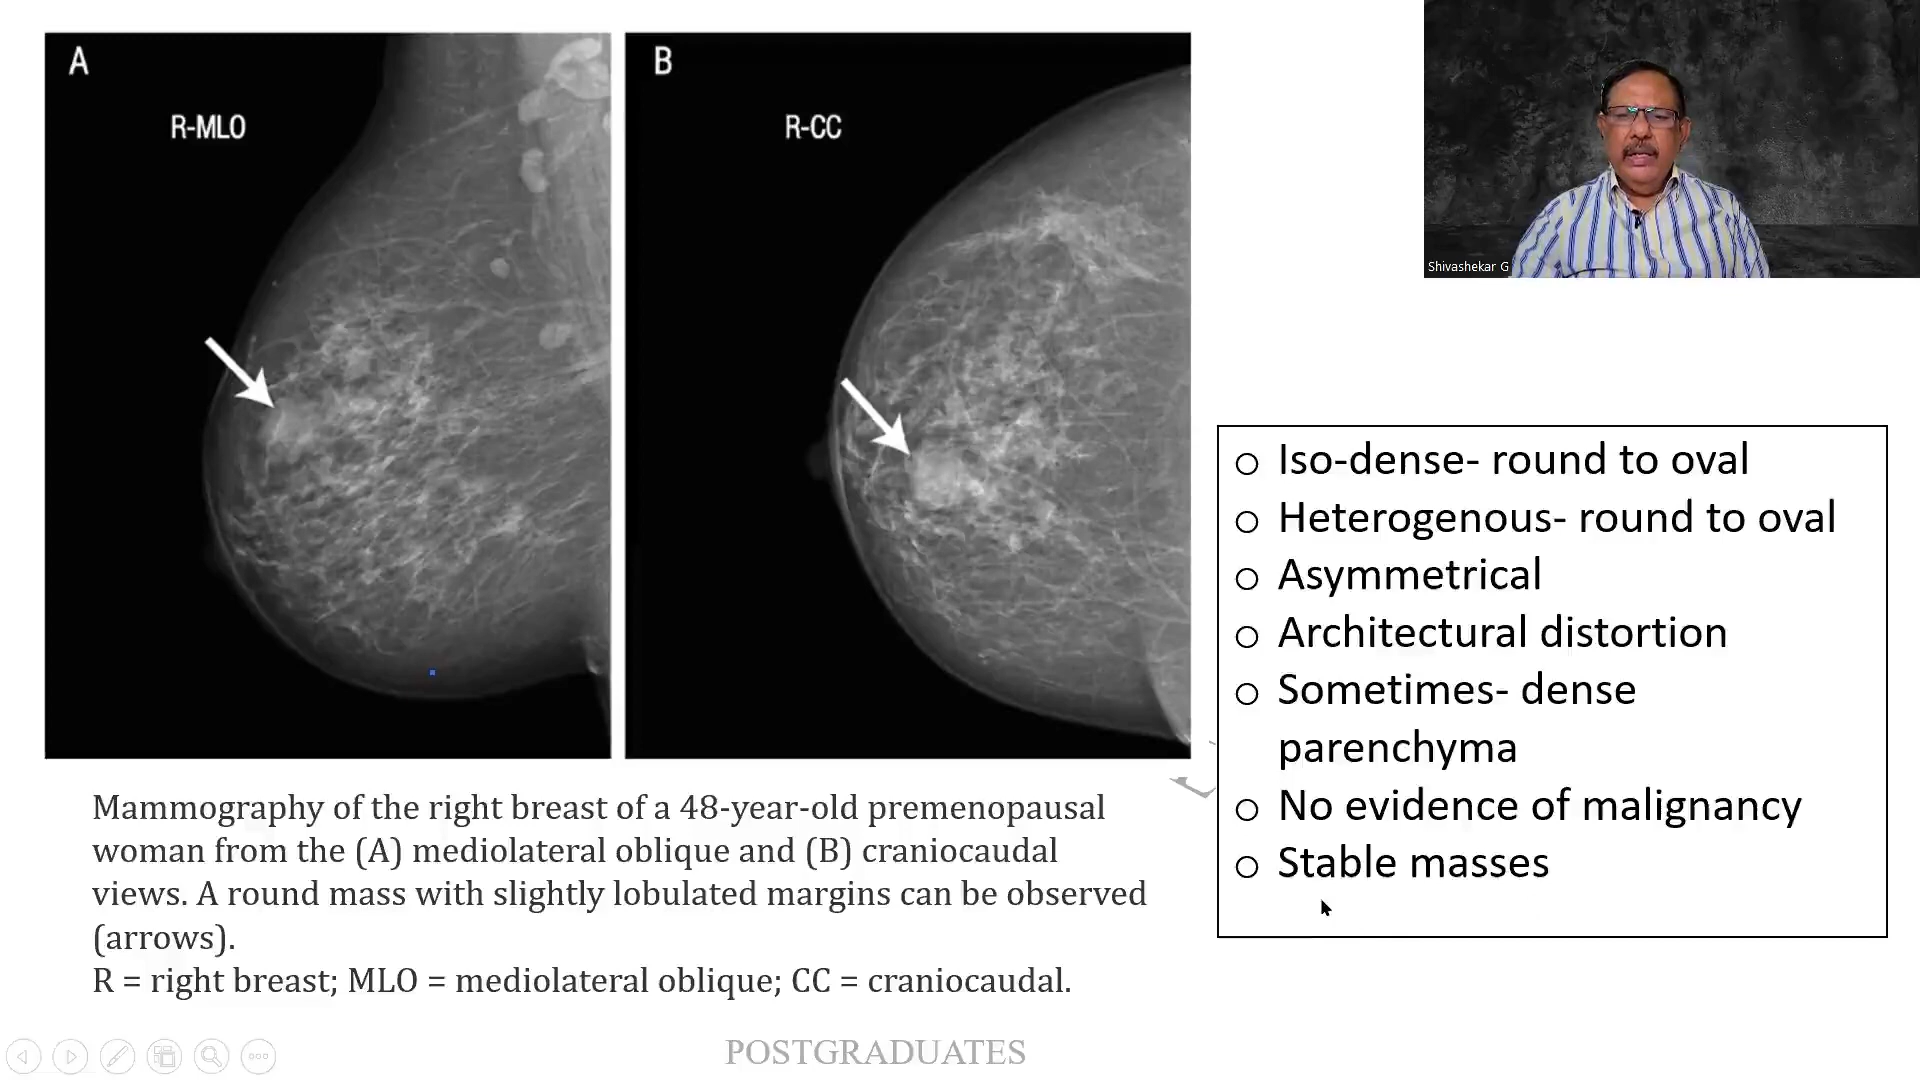 A
R-MLO
B
R-CC
Shivashekar G
o Iso-dense- round to oval
o Heterogenous- round to oval
o Asymmetrical
o Architectural distortion
o Sometimes- dense
parenchyma
o No evidence of malignancy
o Stable masses
Mammography of the right breast of a 48-year-old premenopausal
woman from the (A) mediolateral oblique and (B) craniocaudal
views. A round mass with slightly lobulated margins can be observed
(arrows).
R = right breast; MLO = mediolateral oblique; CC = craniocaudal.
POSTGRADUATES